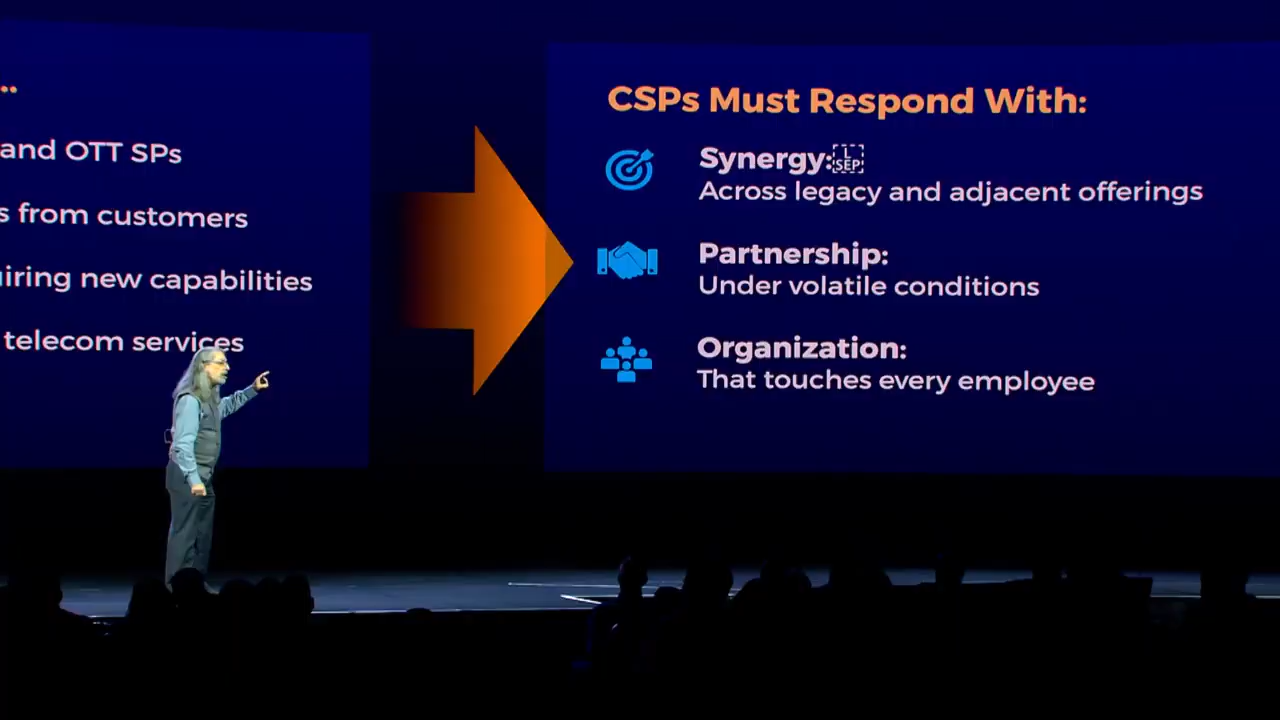 ..
and OTT SPs
s from customers
iring new capabilities
telecom services
CSPs Must Respond With:
Synergy: L SEP
Across legacy and adjacent offerings
Partnership:
Under volatile conditions
Organization:
That touches every employee